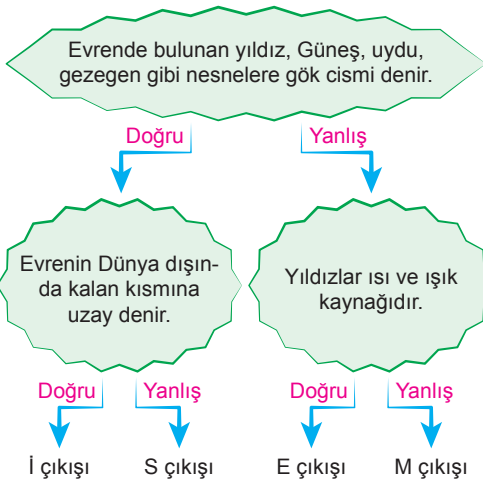 Evrende bulunan yıldız, Güneş, uydu,
gezegen gibi nesnelere gök cismi denir.
Doğru Yanlış
Evrenin Dünya dışın-
da kalan kısmına
uzay denir.
Yıldızlar ısı ve ışık
kaynağıdır.
Doğru Yanlış Doğru Yanlış
İ çıkışı S çıkışı E çıkışı M çıkışı